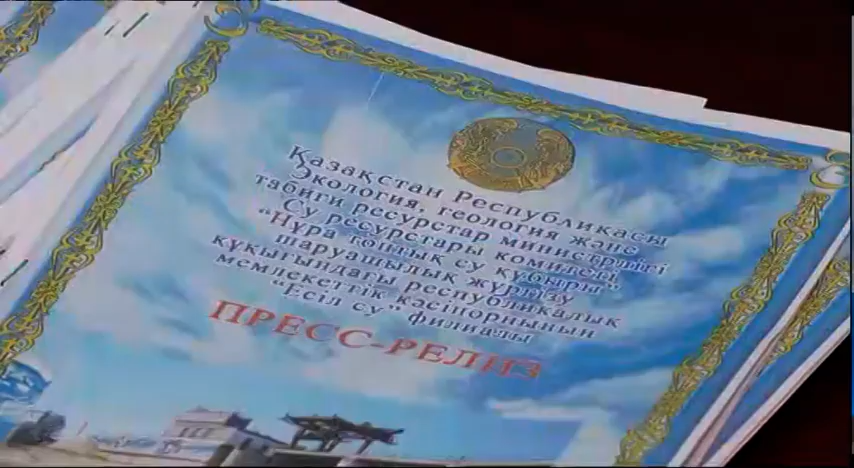 Қазақстан Республикасы
Экология, геология және
табиғи ресурстар министрлігі
Су ресурстары комитеті
"Нұра топтық су құбыры"
шаруашылық жүргізу
құқығындағы республикалық
мемлекеттік кәсіпорнының
"Есіл су" филиалы
ПРЕСС-РЕЛИЗ